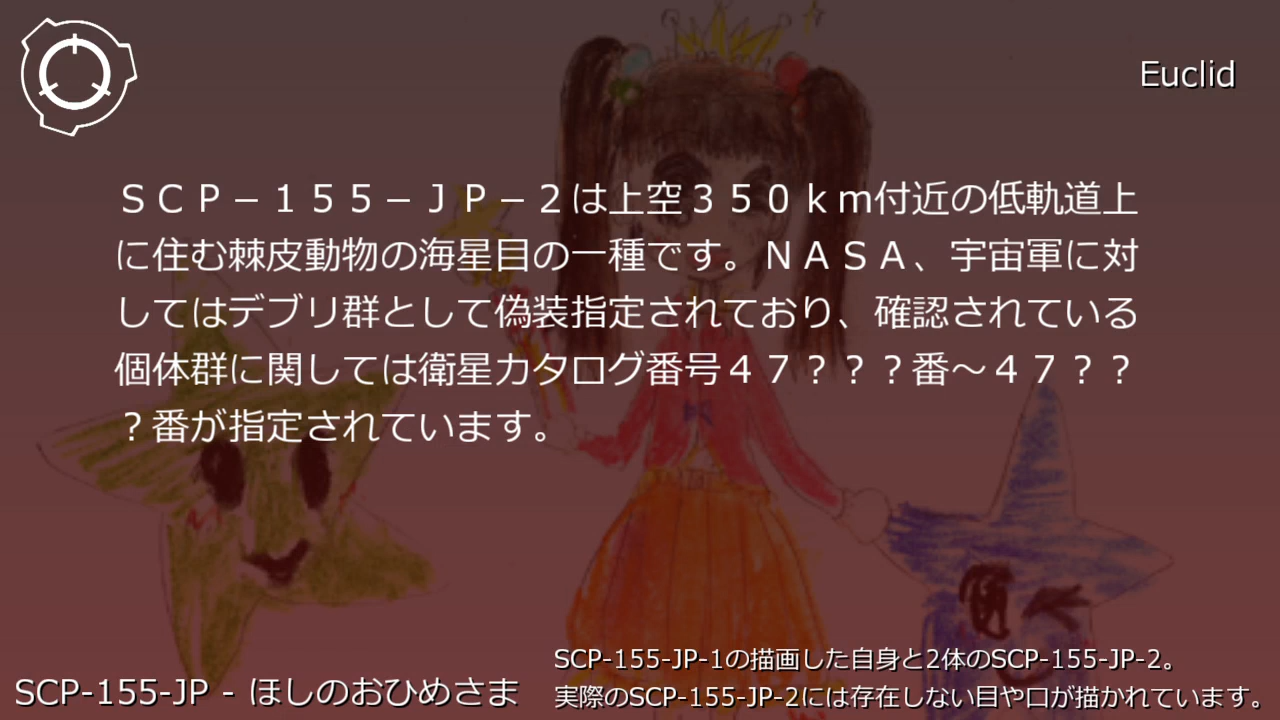 Euclid
ＳＣＰ－１５５－ＪＰ－２は上空３５０ｋｍ付近の低軌道上
に住む棘皮動物の海星目の一種です。ＮＡＳＡ、宇宙軍に対
してはデブリ群として偽装指定されており、確認されている
個体群に関しては衛星カタログ番号４７？？？番～４７？？
？番が指定されています。
SCP-155-JP-1の描画した自身と2体のSCP-155-JP-2。
実際のSCP-155-JP-2には存在しない目や口が描かれています。
SCP-155-JP - ほしのおひめさま